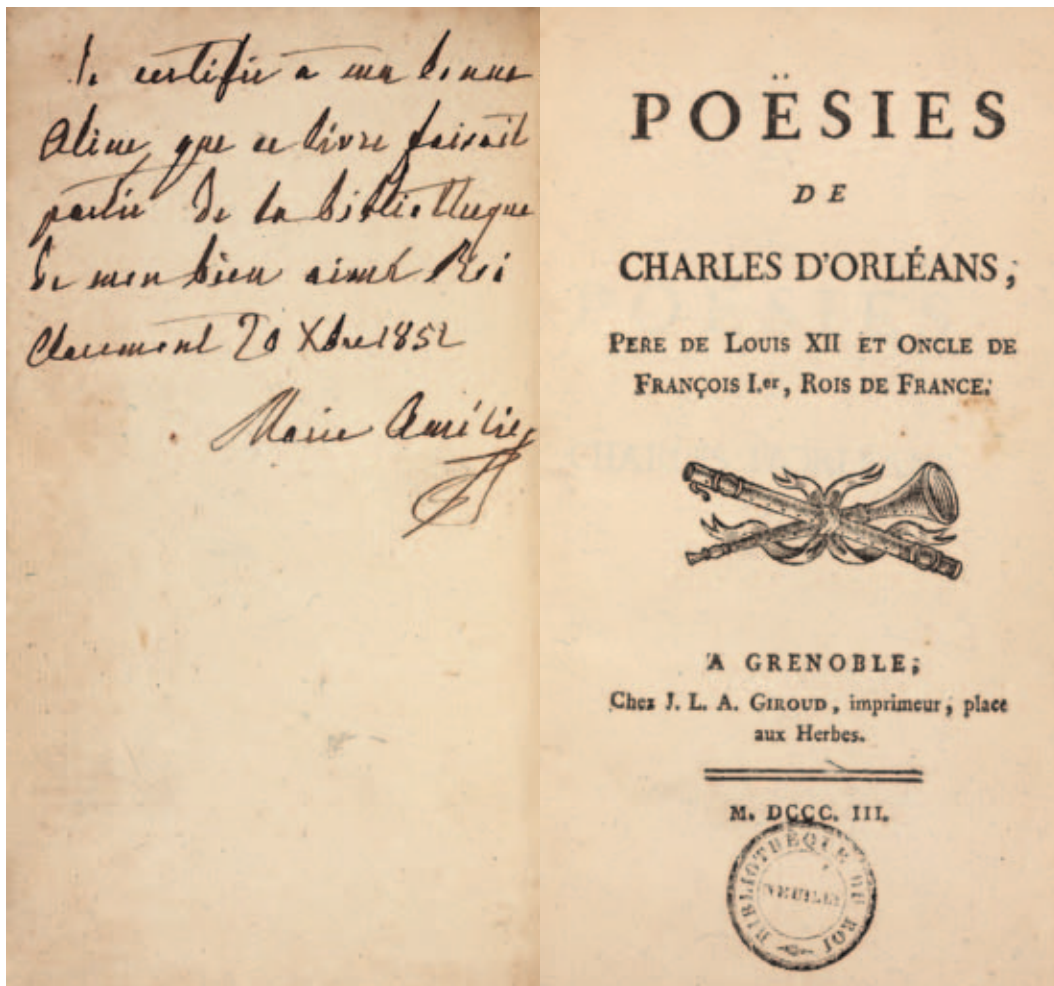 Je certifie a ma bonne
Aline que ce livre faisait
partie de la bibliotheque
de mon bien aimé Roi
Claremont 20 Xbre 1852
Marie Amélie
POËSIES
DE
CHARLES D'ORLÉANS,
PERE DE LOUIS XII ET ONCLE DE
FRANÇOIS I.er, ROIS DE FRANCE.
A GRENOBLE,
Chez J. L. A. GIROUD, imprimeur, place
aux Herbes.
M. DCCC. III.
BIBLIOTHÈQUE DU ROI
NEUILLY